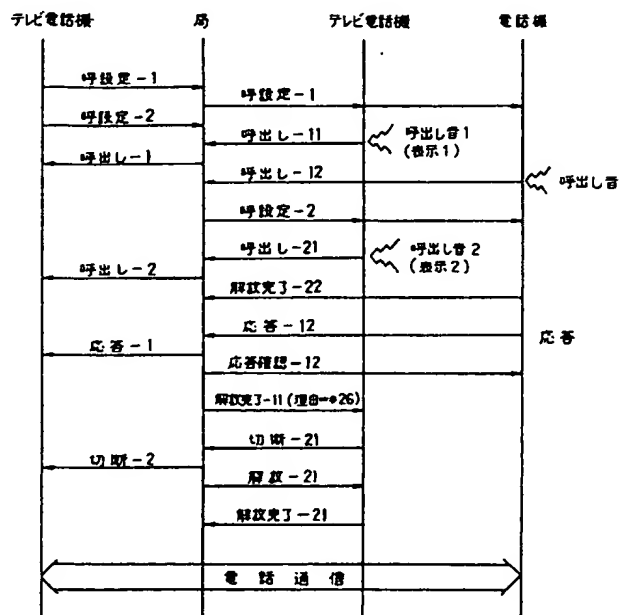 テレビ電話機 局 テレビ電話機 電話機
呼設定-1
呼設定-1
呼設定-2
呼出し-11 呼出し音1
(表示1)
呼出し-1
呼出し-12 呼出し音
呼設定-2
呼出し-21 呼出し音2
(表示2)
呼出し-2
解放完了-22
応答-12 応答
応答-1
応答確認-12
解放完了-11(理由=*26)
切断-21
切断-2
解放-21
解放完了-21
電話通信